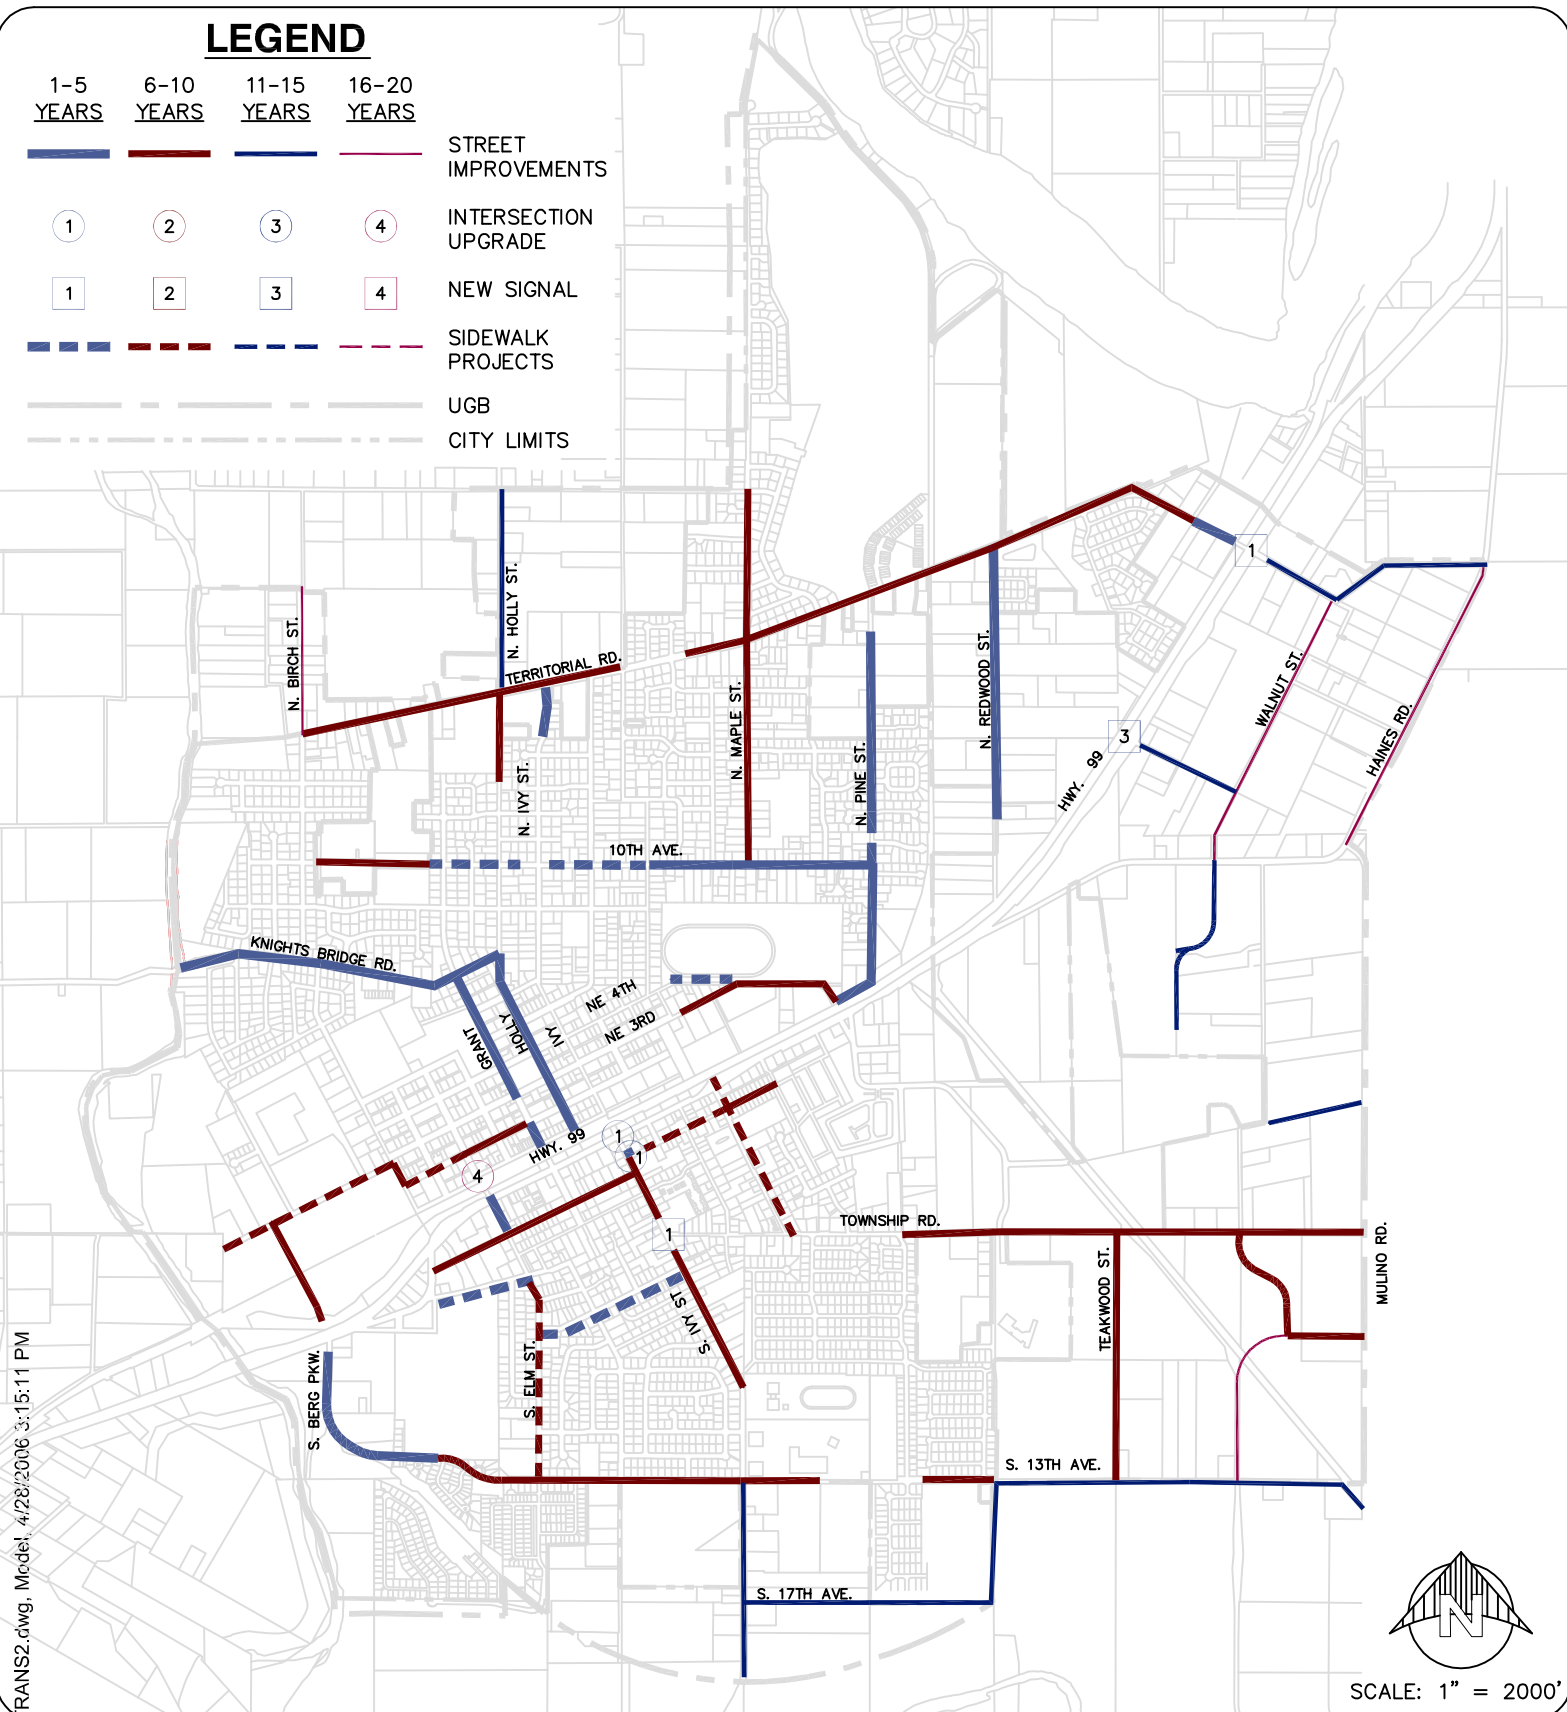 LEGEND
1-5 6-10 11-15 16-20
YEARS YEARS YEARS YEARS
STREET
IMPROVEMENTS
1 2 3 4 INTERSECTION
UPGRADE
1 2 3 4 NEW SIGNAL
SIDEWALK
PROJECTS
UGB
CITY LIMITS
N. HOLLY ST.
1
N. BIRCH ST.
TERRITORIAL RD.
N. MAPLE ST.
N. REDWOOD ST.
WALNUT ST.
HAINES RD.
3
HWY. 99
N. IVY ST.
N. PINE ST.
10TH AVE.
KNIGHTS BRIDGE RD.
NE 4TH
NE 3RD
GRANT
HOLLY
IVY
HWY. 99
1
1
4
1
TOWNSHIP RD.
MULINO RD.
TEAKWOOD ST.
S. IVY ST
S. ELM ST.
S. BERG PKW.
S. 13TH AVE.
S. 17TH AVE.
RANS2.dwg, Model, 4/28/2006 3:15:11 PM
N
SCALE: 1" = 2000'